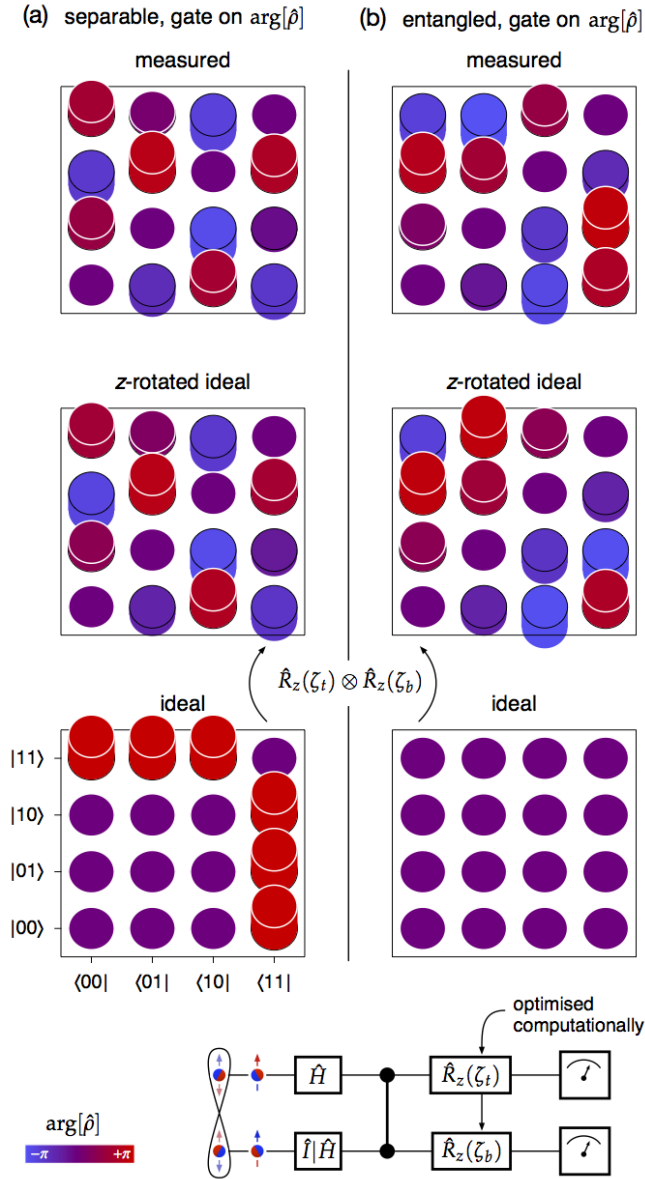 (a) separable, gate on arg[ρ̂]
(b) entangled, gate on arg[ρ̂]
measured
measured
z-rotated ideal
z-rotated ideal
R̂z(ζt) ⊗ R̂z(ζb)
ideal
ideal
|11⟩
|10⟩
|01⟩
|00⟩
⟨00| ⟨01| ⟨10| ⟨11|
optimised
computationally
Ĥ
R̂z(ζt)
Î|Ĥ
R̂z(ζb)
arg[ρ̂]
−π +π